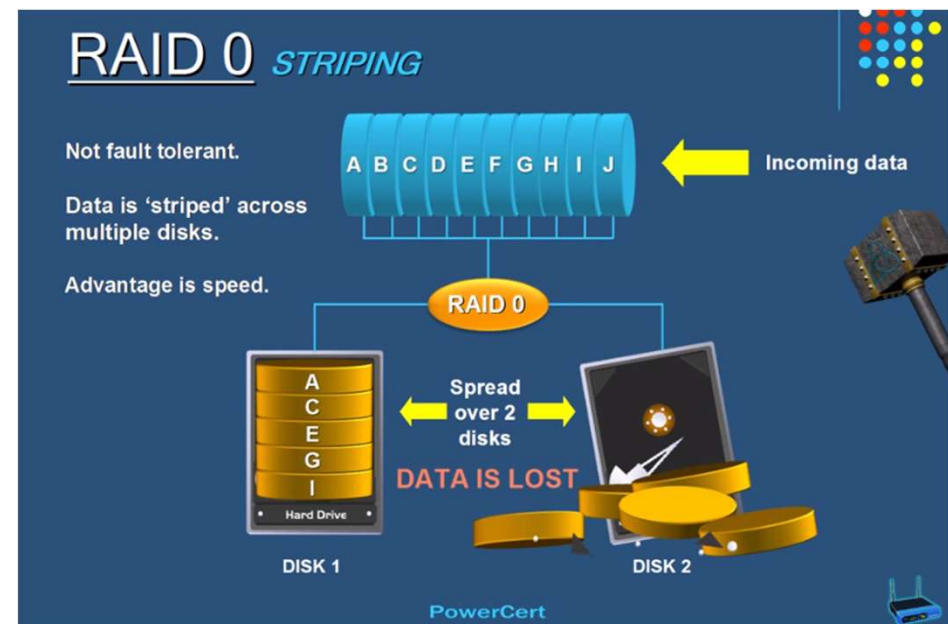 RAID 0 STRIPING
Not fault tolerant.
Data is ‘striped’ across
multiple disks.
Advantage is speed.
A B C D E F G H I J
Incoming data
RAID 0
A
C
E
G
I
Hard Drive
DISK 1
Spread
over 2
disks
DATA IS LOST
DISK 2
PowerCert